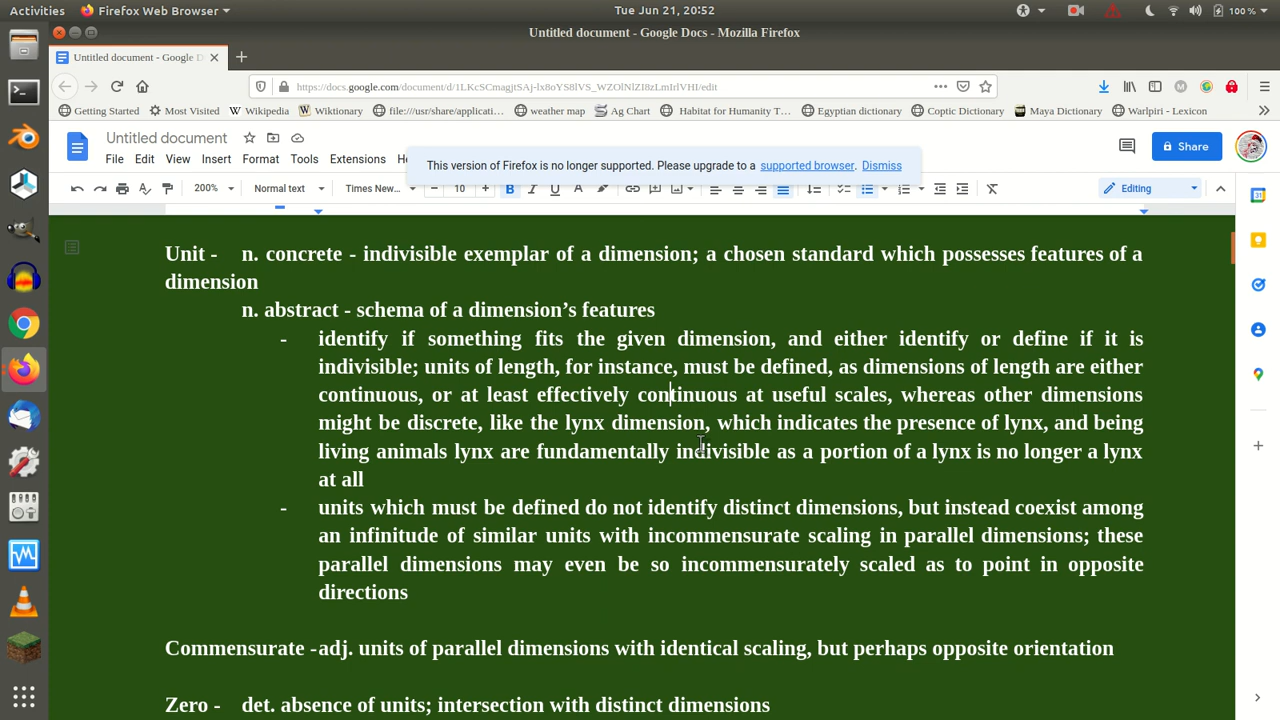 Activities Firefox Web Browser Tue Jun 21, 20:52 100 %
Untitled document - Google Docs - Mozilla Firefox
Untitled document - Google D
https://docs.google.com/document/d/1LKcSCmagjtSAj-lx8oYS8lVS_WZOlNlZI8zLmIrlVHI/edit
Getting Started Most Visited Wikipedia Wiktionary file:///usr/share/applicati... weather map Ag Chart Habitat for Humanity T... Egyptian dictionary Coptic Dictionary Maya Dictionary Warlpiri - Lexicon
Untitled document
Share
File Edit View Insert Format Tools Extensions
This version of Firefox is no longer supported. Please upgrade to a supported browser. Dismiss
200% Normal text Times New... 10 B I U A Editing
Unit - n. concrete - indivisible exemplar of a dimension; a chosen standard which possesses features of a
dimension
n. abstract - schema of a dimension’s features
- identify if something fits the given dimension, and either identify or define if it is
indivisible; units of length, for instance, must be defined, as dimensions of length are either
continuous, or at least effectively continuous at useful scales, whereas other dimensions
might be discrete, like the lynx dimension, which indicates the presence of lynx, and being
living animals lynx are fundamentally indivisible as a portion of a lynx is no longer a lynx
at all
- units which must be defined do not identify distinct dimensions, but instead coexist among
an infinitude of similar units with incommensurate scaling in parallel dimensions; these
parallel dimensions may even be so incommensurately scaled as to point in opposite
directions
Commensurate - adj. units of parallel dimensions with identical scaling, but perhaps opposite orientation
Zero - det. absence of units; intersection with distinct dimensions